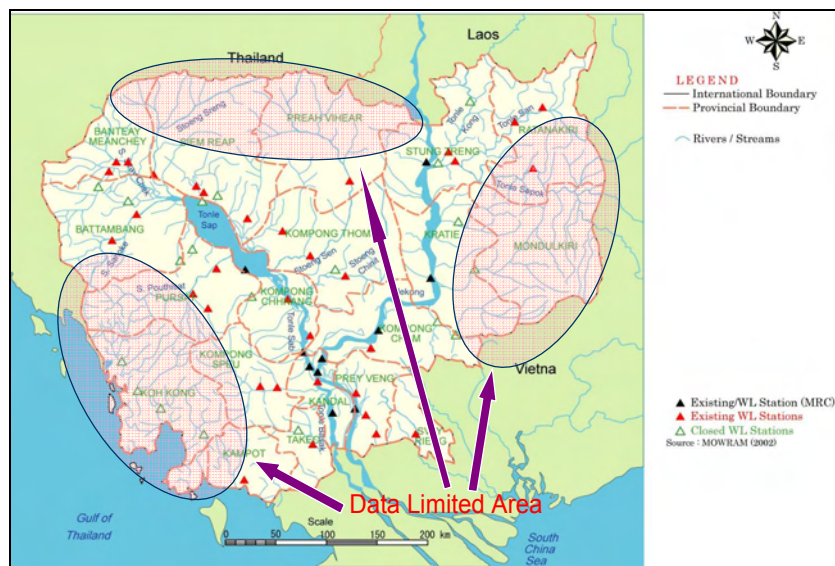 Thailand
Laos
N
W
E
S
LEGEND
International Boundary
Provincial Boundary
Rivers / Streams
Stoeng Sreng
PREAH VIHEAR
SIEM REAP
BANTEAY
MEANCHEY
Tonle
Kong
Tonle San
RATANAKIRI
STUNG TRENG
Tonle Srepok
Tonle
Sap
BATTAMBANG
KOMPONG THOM
KRATIE
MONDULKIRI
Stoeng Sen
Stoeng
Chinit
S. Pouthisat
PURSAT
KOMPONG
CHHNANG
Mekong
Tonle Sab
KOMPONG
CHAM
KOMPONG
SPEU
Vietna
KOH KONG
PREY VENG
KANDAL
SVAY
RIENG
TAKEO
KAMPOT
Existing/WL Station (MRC)
Existing WL Stations
Closed WL Stations
Source : MOWRAM (2002)
Data Limited Area
Gulf of
Thailand
Scale
0 50 100 150 200 km
South
China
Sea